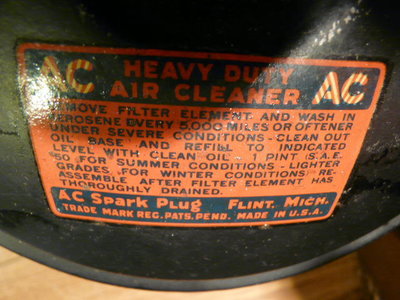 AC HEAVY DUTY AC
AIR CLEANER
REMOVE FILTER ELEMENT AND WASH IN
KEROSENE EVERY 5,000 MILES OR OFTENER
UNDER SEVERE CONDITIONS-CLEAN OUT
OIL BASE AND REFILL TO INDICATED
LEVEL WITH CLEAN OIL-1 PINT S.A.E.
50 FOR SUMMER CONDITIONS-LIGHTER
GRADES FOR WINTER CONDITIONS RE-
ASSEMBLE AFTER FILTER ELEMENT HAS
THOROUGHLY DRAINED.
AC Spark Plug FLINT, MICH.
TRADE MARK REG. PATS. PEND. MADE IN U.S.A.